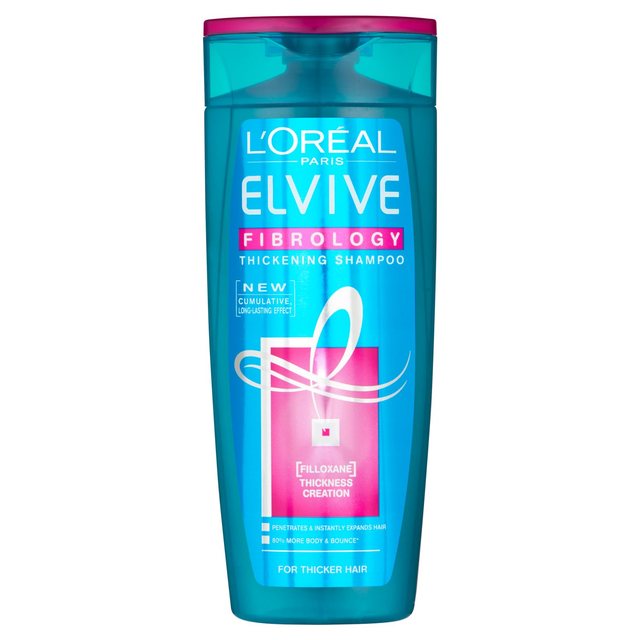 L'ORÉAL
PARIS
ELVIVE
FIBROLOGY
THICKENING SHAMPOO
[NEW
CUMULATIVE,
LONG-LASTING EFFECT]
[FILLOXANE]
THICKNESS
CREATION
PENETRATES & INSTANTLY EXPANDS HAIR
60% MORE BODY & BOUNCE*
FOR THICKER HAIR